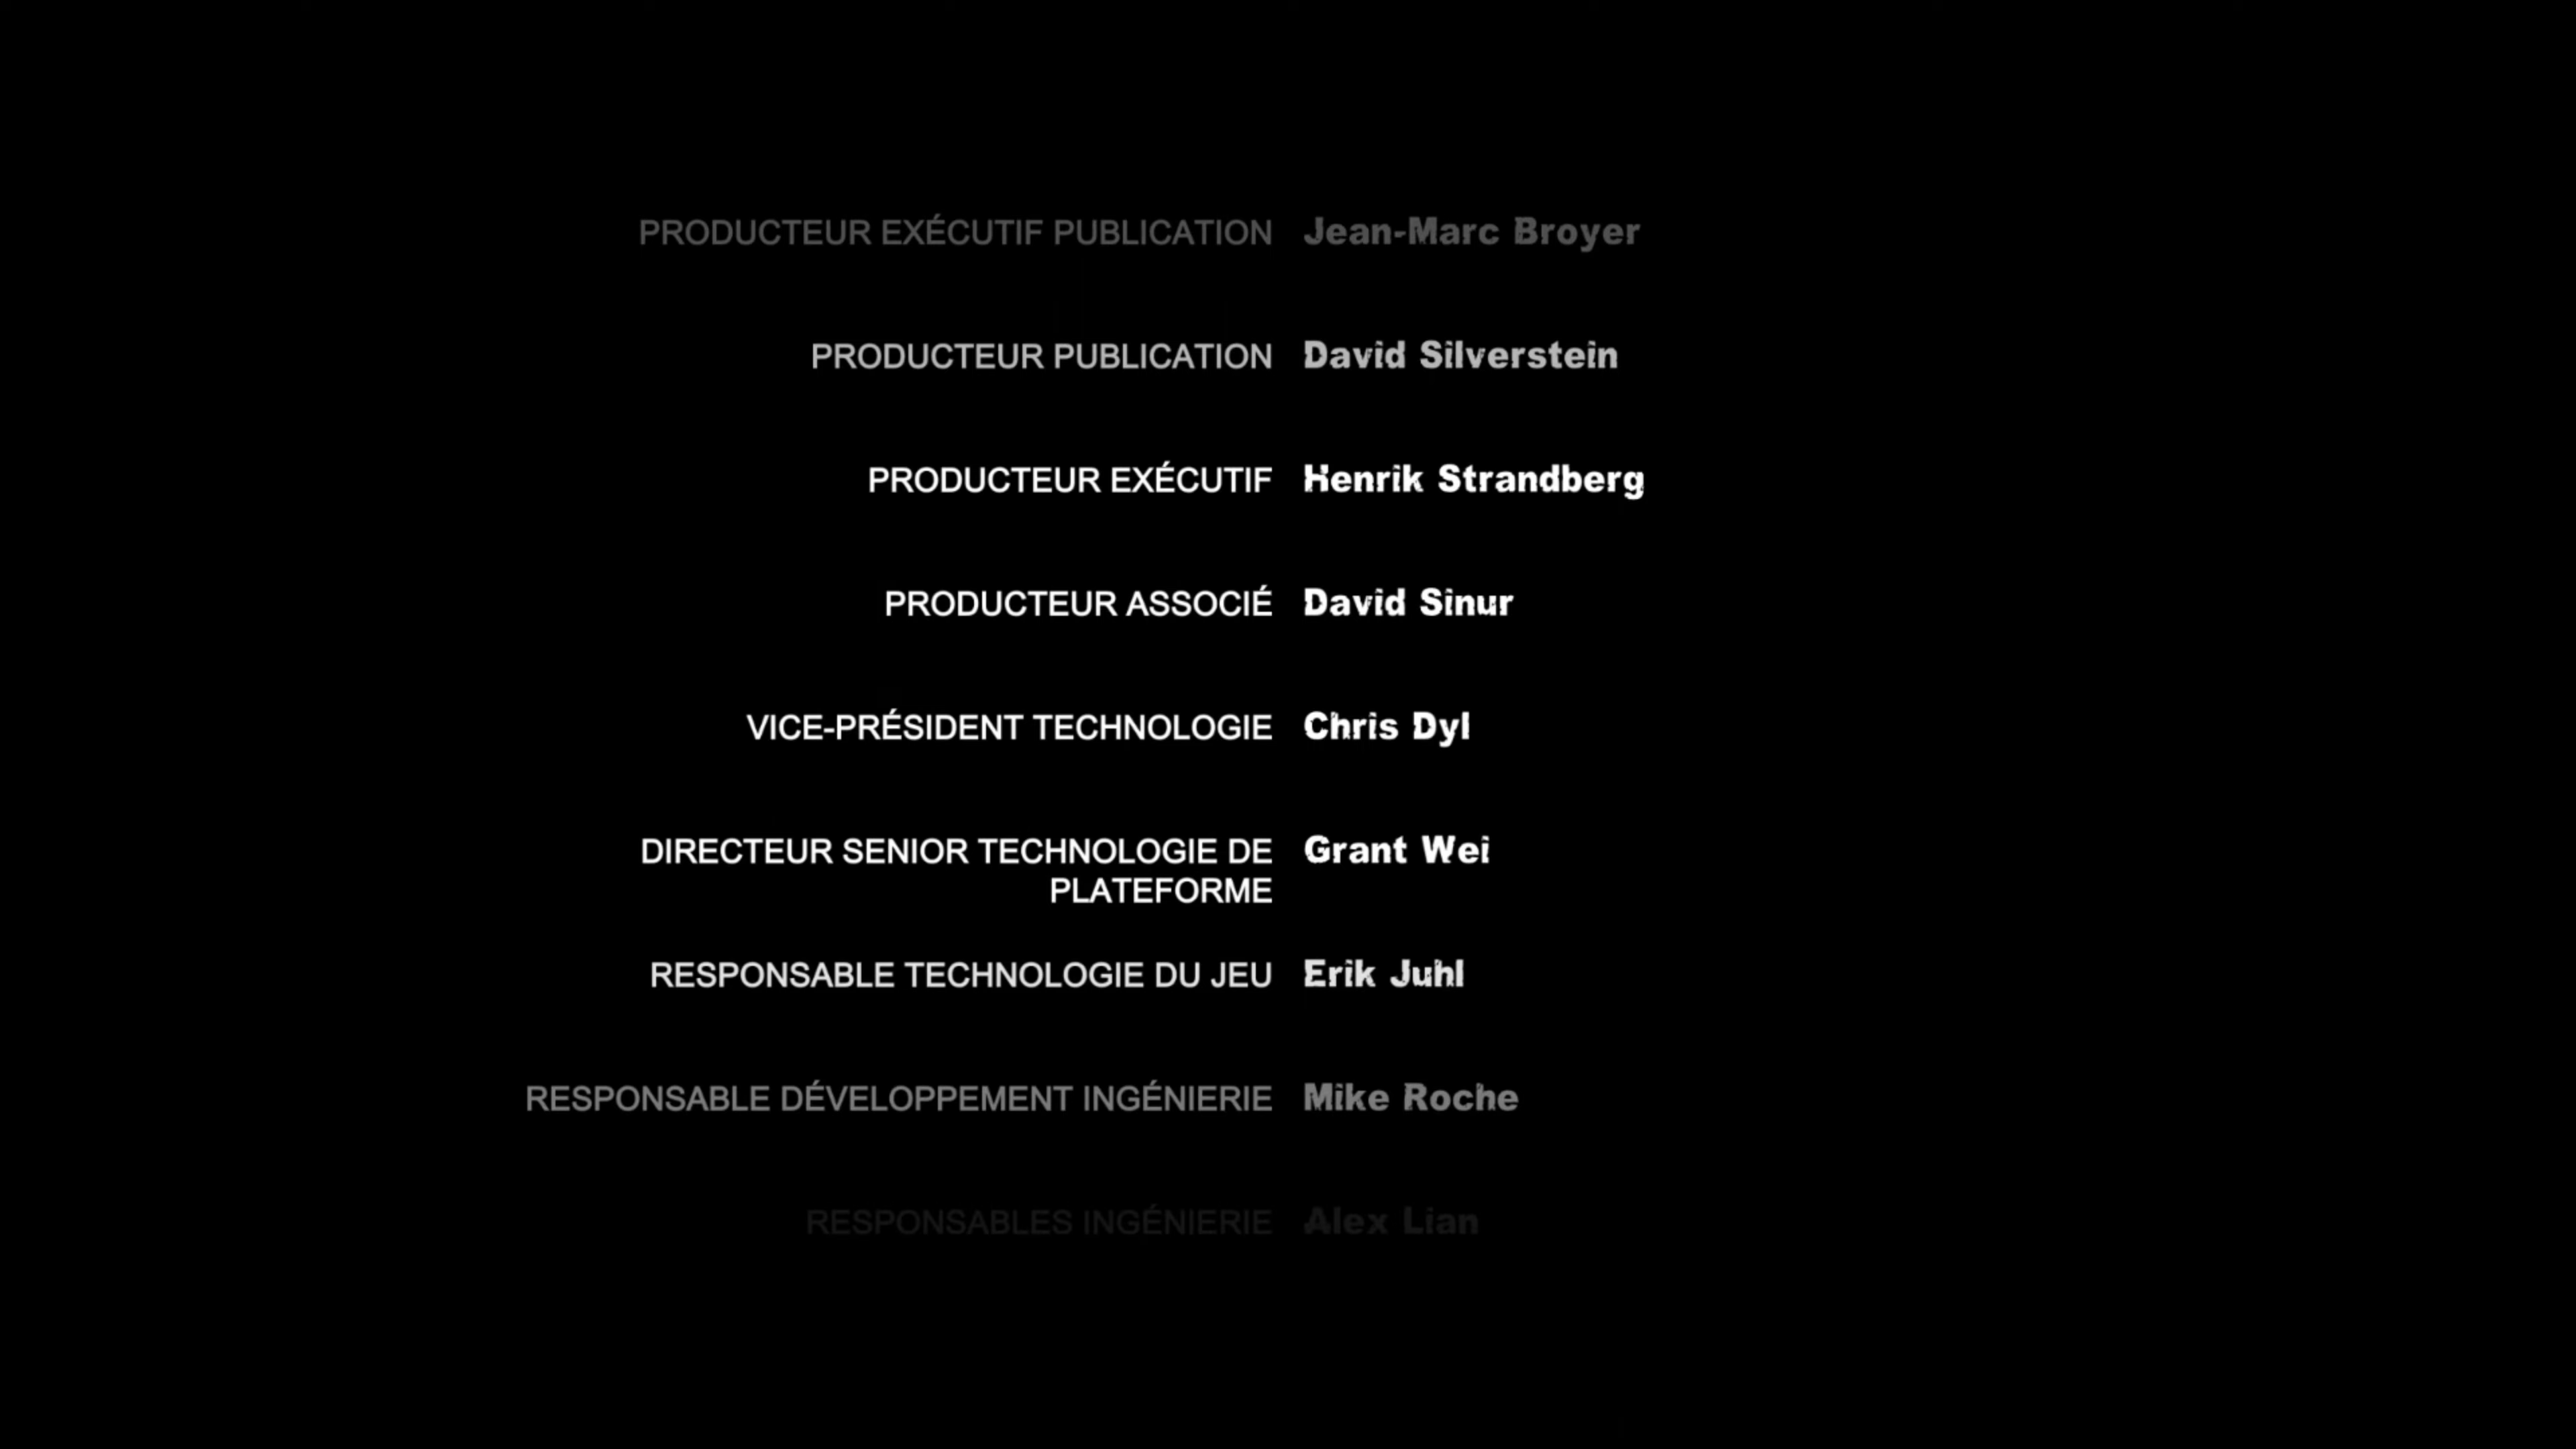 PRODUCTEUR EXÉCUTIF PUBLICATION Jean-Marc Broyer
PRODUCTEUR PUBLICATION David Silverstein
PRODUCTEUR EXÉCUTIF Henrik Strandberg
PRODUCTEUR ASSOCIÉ David Sinur
VICE-PRÉSIDENT TECHNOLOGIE Chris Dyl
DIRECTEUR SENIOR TECHNOLOGIE DE Grant Wei
PLATEFORME
RESPONSABLE TECHNOLOGIE DU JEU Erik Juhl
RESPONSABLE DÉVELOPPEMENT INGÉNIERIE Mike Roche
RESPONSABLES INGÉNIERIE Alex Lian